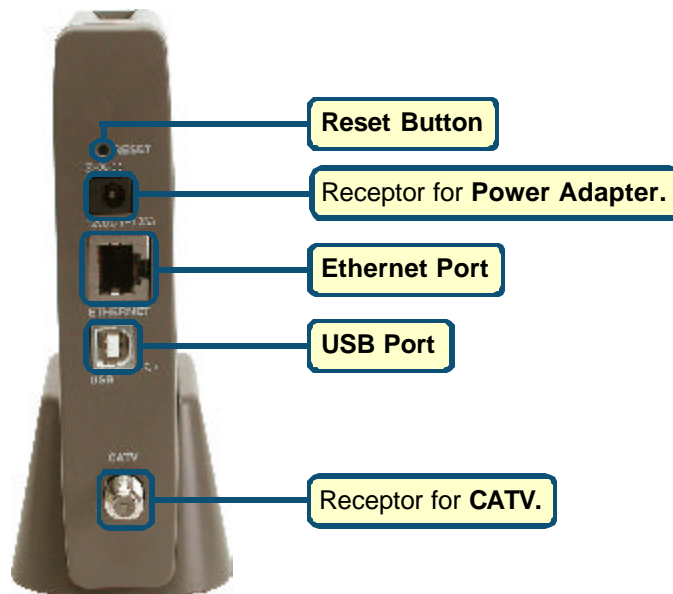 Reset Button
RESET
Receptor for Power Adapter.
Ethernet Port
ETHERNET
USB Port
USB
CATV
Receptor for CATV.